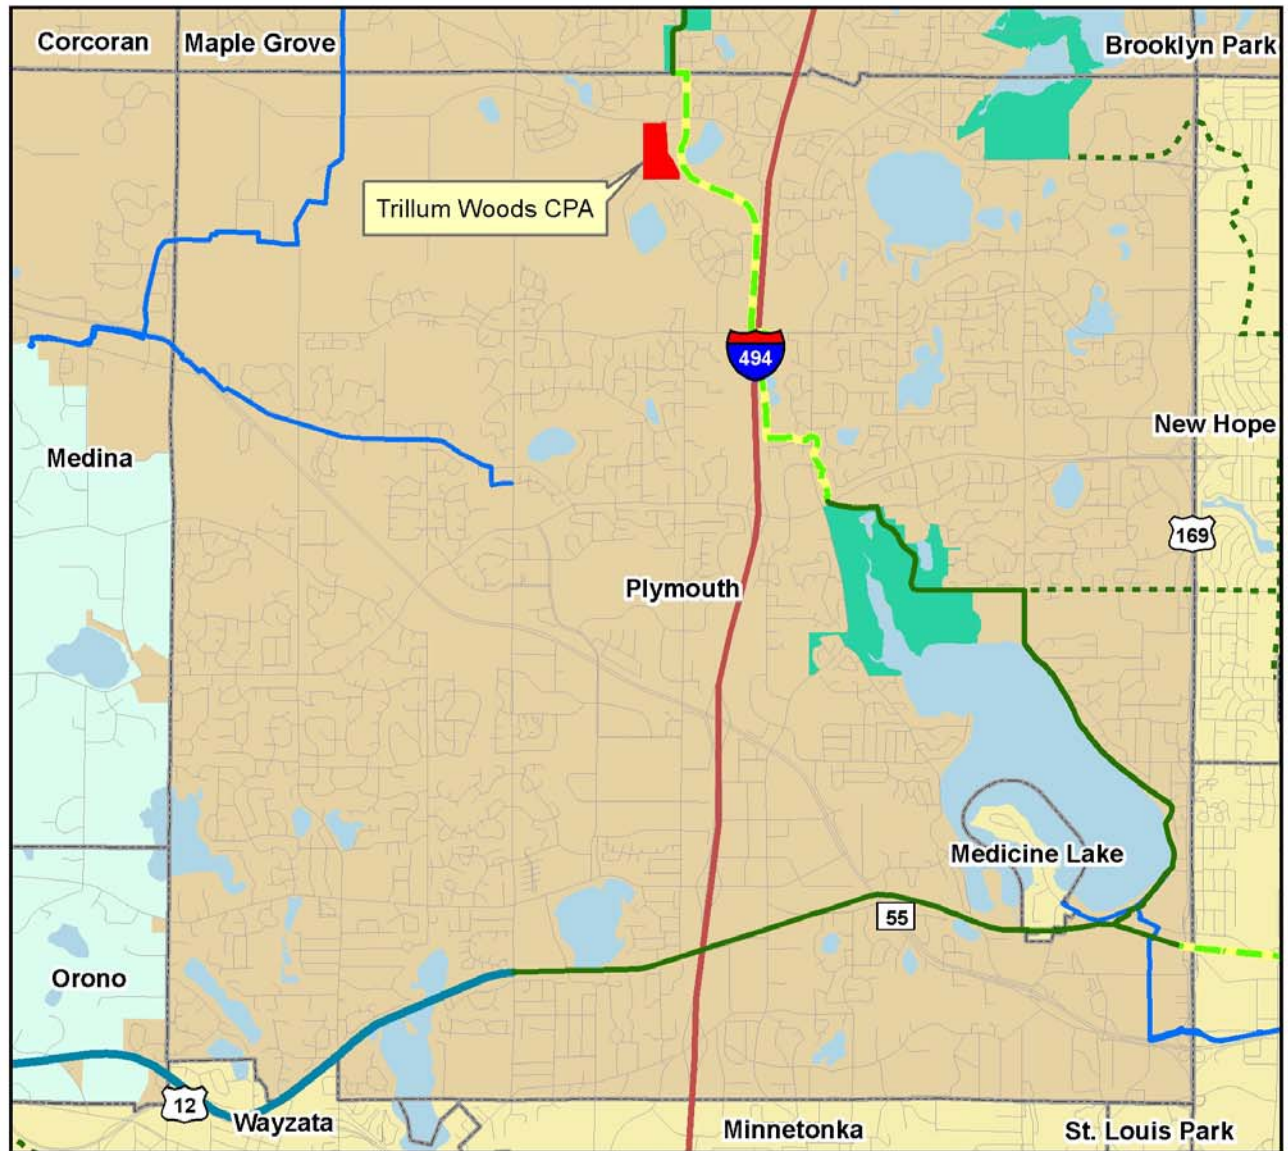 Corcoran
Maple Grove
Brooklyn Park
Trillum Woods CPA
494
New Hope
Medina
169
Plymouth
Medicine Lake
55
Orono
12
Wayzata
Minnetonka
St. Louis Park